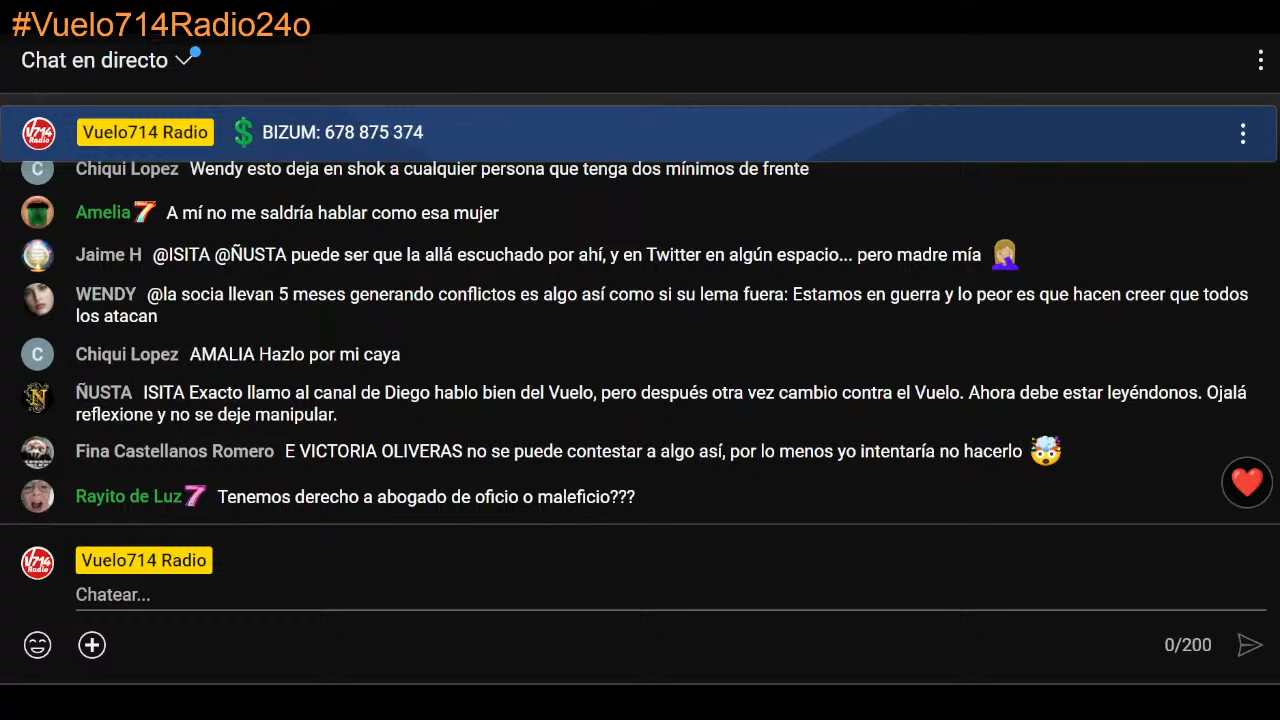 #Vuelo714Radio24o
Chat en directo
V714 Radio
Vuelo714 Radio BIZUM: 678 875 374
C Chiqui Lopez Wendy esto deja en shok a cualquier persona que tenga dos mínimos de frente
Amelia 7 A mí no me saldría hablar como esa mujer
Jaime H @ISITA @ÑUSTA puede ser que la allá escuchado por ahí, y en Twitter en algún espacio... pero madre mía
WENDY @la socia llevan 5 meses generando conflictos es algo así como si su lema fuera: Estamos en guerra y lo peor es que hacen creer que todos
los atacan
C Chiqui Lopez AMALIA Hazlo por mi caya
N ÑUSTA ISITA Exacto llamo al canal de Diego hablo bien del Vuelo, pero después otra vez cambio contra el Vuelo. Ahora debe estar leyéndonos. Ojalá
reflexione y no se deje manipular.
Fina Castellanos Romero E VICTORIA OLIVERAS no se puede contestar a algo así, por lo menos yo intentaría no hacerlo
Rayito de Luz 7 Tenemos derecho a abogado de oficio o maleficio???
V714 Radio
Vuelo714 Radio
Chatear...
0/200